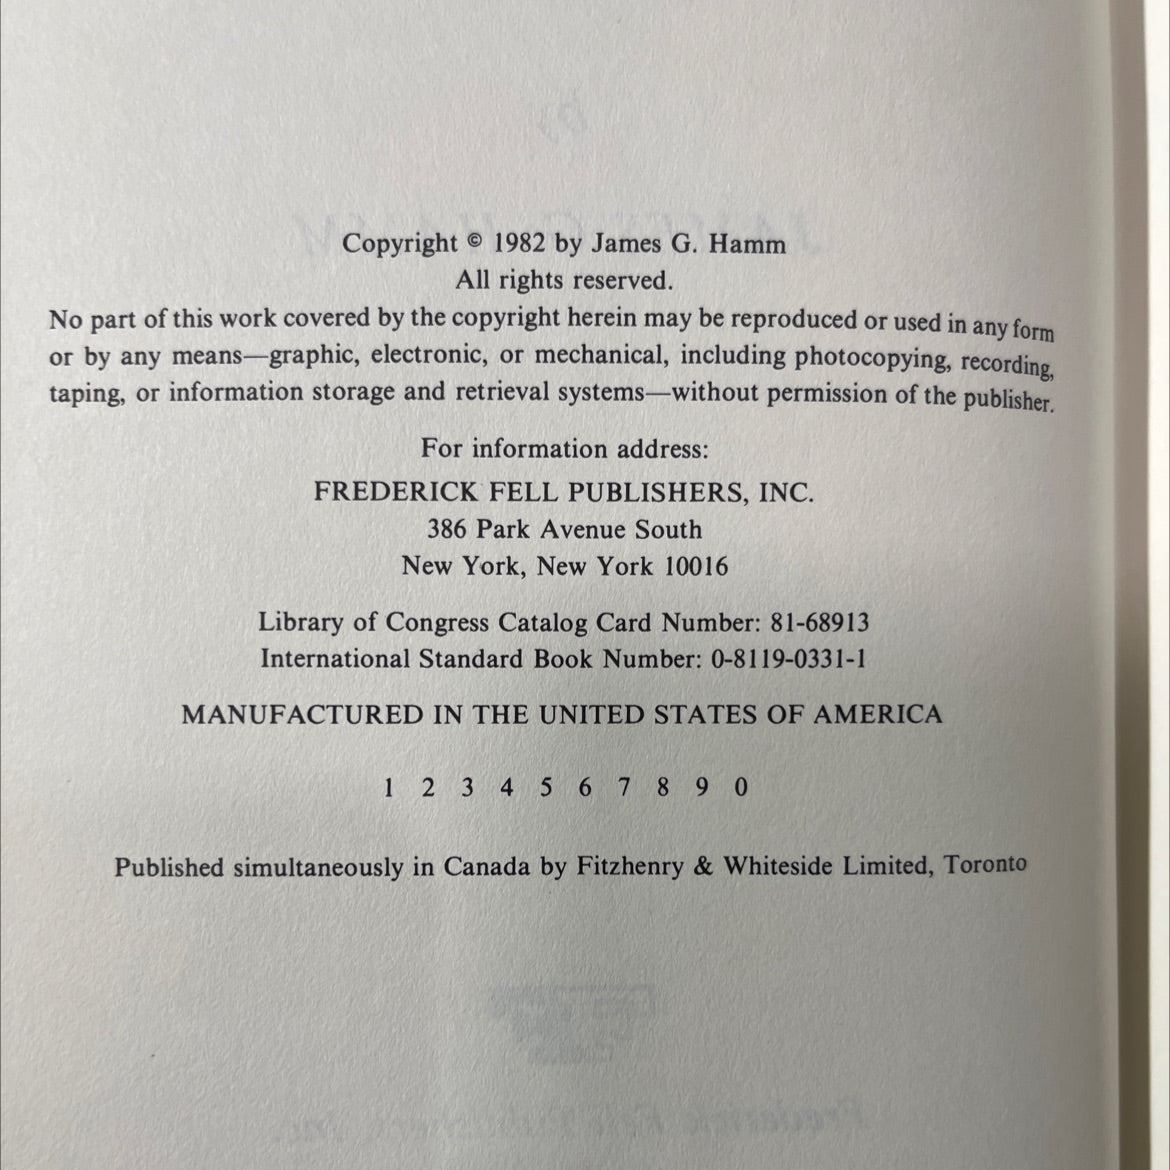 Copyright © 1982 by James G. Hamm
All rights reserved.
No part of this work covered by the copyright herein may be reproduced or used in any form
or by any means—graphic, electronic, or mechanical, including photocopying, recording,
taping, or information storage and retrieval systems—without permission of the publisher.
For information address:
FREDERICK FELL PUBLISHERS, INC.
386 Park Avenue South
New York, New York 10016
Library of Congress Catalog Card Number: 81-68913
International Standard Book Number: 0-8119-0331-1
MANUFACTURED IN THE UNITED STATES OF AMERICA
1 2 3 4 5 6 7 8 9 0
Published simultaneously in Canada by Fitzhenry & Whiteside Limited, Toronto